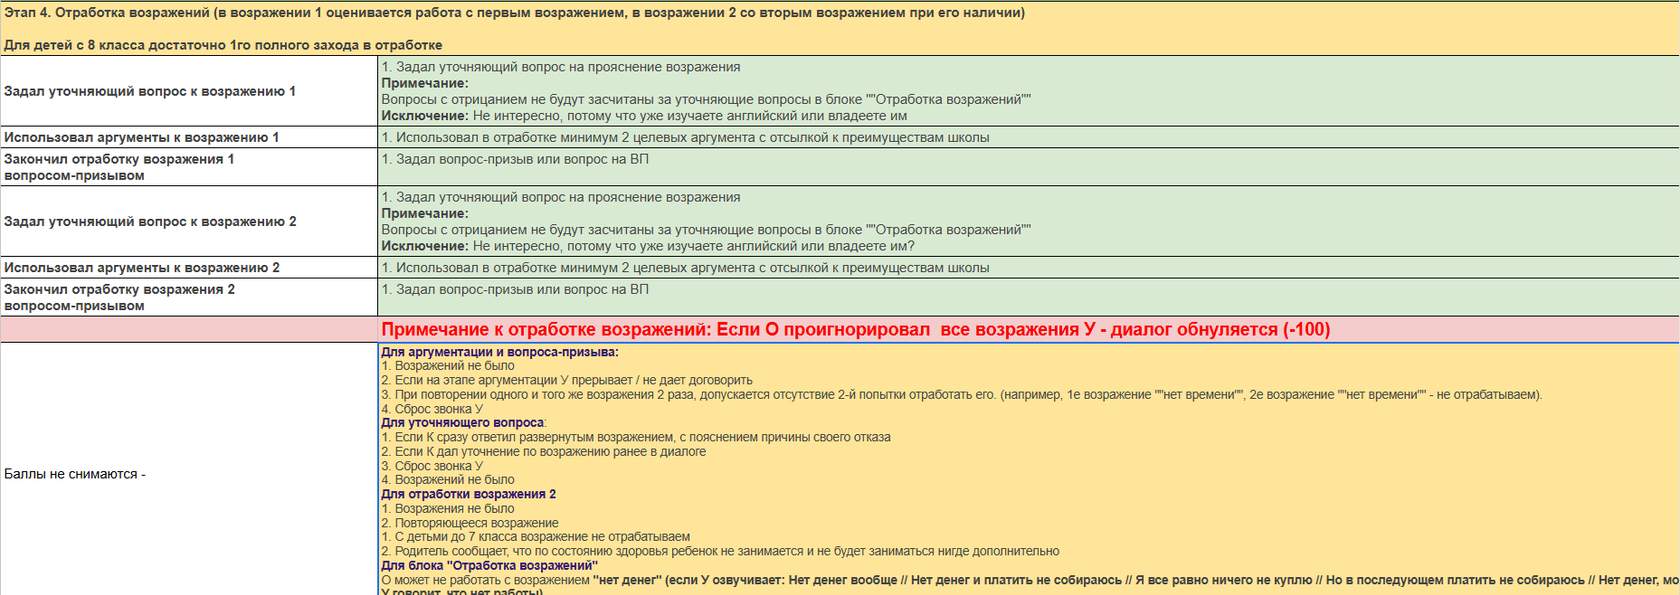 Этап 4. Отработка возражений (в возражении 1 оценивается работа с первым возражением, в возражении 2 со вторым возражением при его наличии)
Для детей с 8 класса достаточно 1го полного захода в отработке
Задал уточняющий вопрос к возражению 1
1. Задал уточняющий вопрос на прояснение возражения
Примечание:
Вопросы с отрицанием не будут засчитаны за уточняющие вопросы в блоке ""Отработка возражений""
Исключение: Не интересно, потому что уже изучаете английский или владеете им
Использовал аргументы к возражению 1
1. Использовал в отработке минимум 2 целевых аргумента с отсылкой к преимуществам школы
Закончил отработку возражения 1
вопросом-призывом
1. Задал вопрос-призыв или вопрос на ВП
Задал уточняющий вопрос к возражению 2
1. Задал уточняющий вопрос на прояснение возражения
Примечание:
Вопросы с отрицанием не будут засчитаны за уточняющие вопросы в блоке ""Отработка возражений""
Исключение: Не интересно, потому что уже изучаете английский или владеете им?
Использовал аргументы к возражению 2
1. Использовал в отработке минимум 2 целевых аргумента с отсылкой к преимуществам школы
Закончил отработку возражения 2
вопросом-призывом
1. Задал вопрос-призыв или вопрос на ВП
Примечание к отработке возражений: Если О проигнорировал  все возражения У - диалог обнуляется (-100)
Баллы не снимаются -
Для аргументации и вопроса-призыва:
1. Возражений не было
2. Если на этапе аргументации У прерывает / не дает договорить
3. При повторении одного и того же возражения 2 раза, допускается отсутствие 2-й попытки отработать его. (например, 1е возражение ""нет времени"", 2е возражение ""нет времени"" - не отрабатываем).
4. Сброс звонка У
Для уточняющего вопроса:
1. Если К сразу ответил развернутым возражением, с пояснением причины своего отказа
2. Если К дал уточнение по возражению ранее в диалоге
3. Сброс звонка У
4. Возражений не было
Для отработки возражения 2
1. Возражения не было
2. Повторяющееся возражение
1. С детьми до 7 класса возражение не отрабатываем
2. Родитель сообщает, что по состоянию здоровья ребенок не занимается и не будет заниматься нигде дополнительно
Для блока "Отработка возражений"
О может не работать с возражением "нет денег" (если У озвучивает: Нет денег вообще // Нет денег и платить не собираюсь // Я все равно ничего не куплю // Но в последующем платить не собираюсь // Нет денег, мо
У говорит, что нет работы)